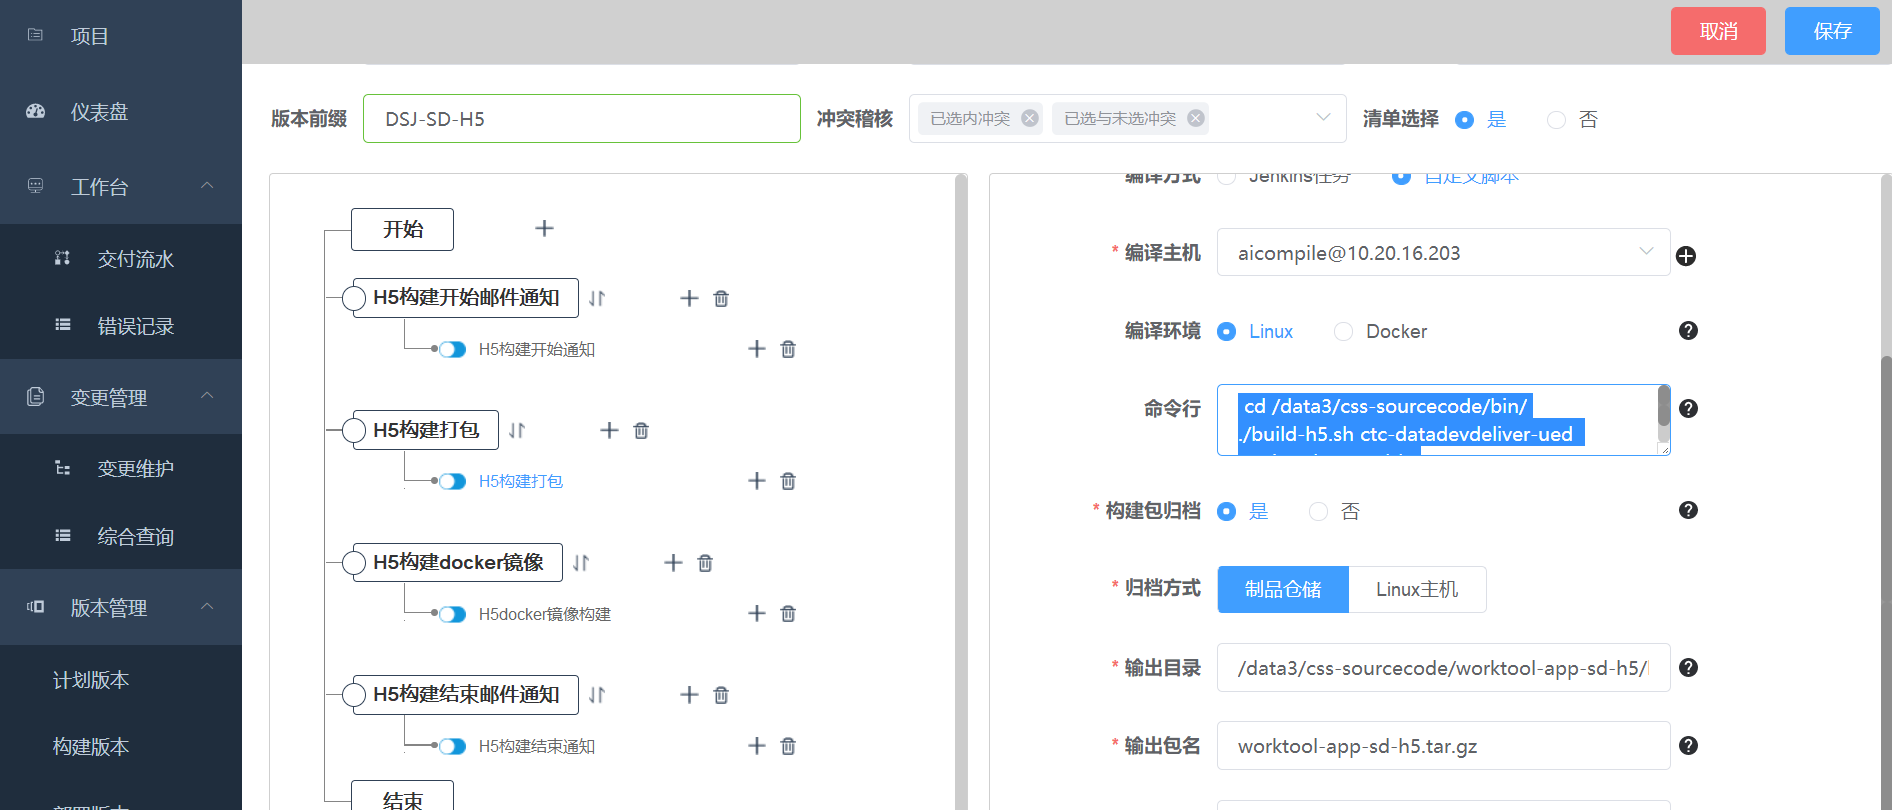 取消
保存
项目
仪表盘
工作台
交付流水
错误记录
变更管理
变更维护
综合查询
版本管理
计划版本
构建版本
部署版本
版本前缀 DSJ-SD-H5 冲突稽核 已选内冲突 已选与未选冲突 清单选择 是 否
开始
H5构建开始邮件通知
H5构建开始通知
H5构建打包
H5构建打包
H5构建docker镜像
H5docker镜像构建
H5构建结束邮件通知
H5构建结束通知
结束
编译方式 Jenkins任务 自定义脚本
* 编译主机 aicompile@10.20.16.203
编译环境 Linux Docker
命令行 cd /data3/css-sourcecode/bin/
./build-h5.sh ctc-datadevdeliver-ued
* 构建包归档 是 否
* 归档方式 制品仓储 Linux主机
* 输出目录 /data3/css-sourcecode/worktool-app-sd-h5/
* 输出包名 worktool-app-sd-h5.tar.gz